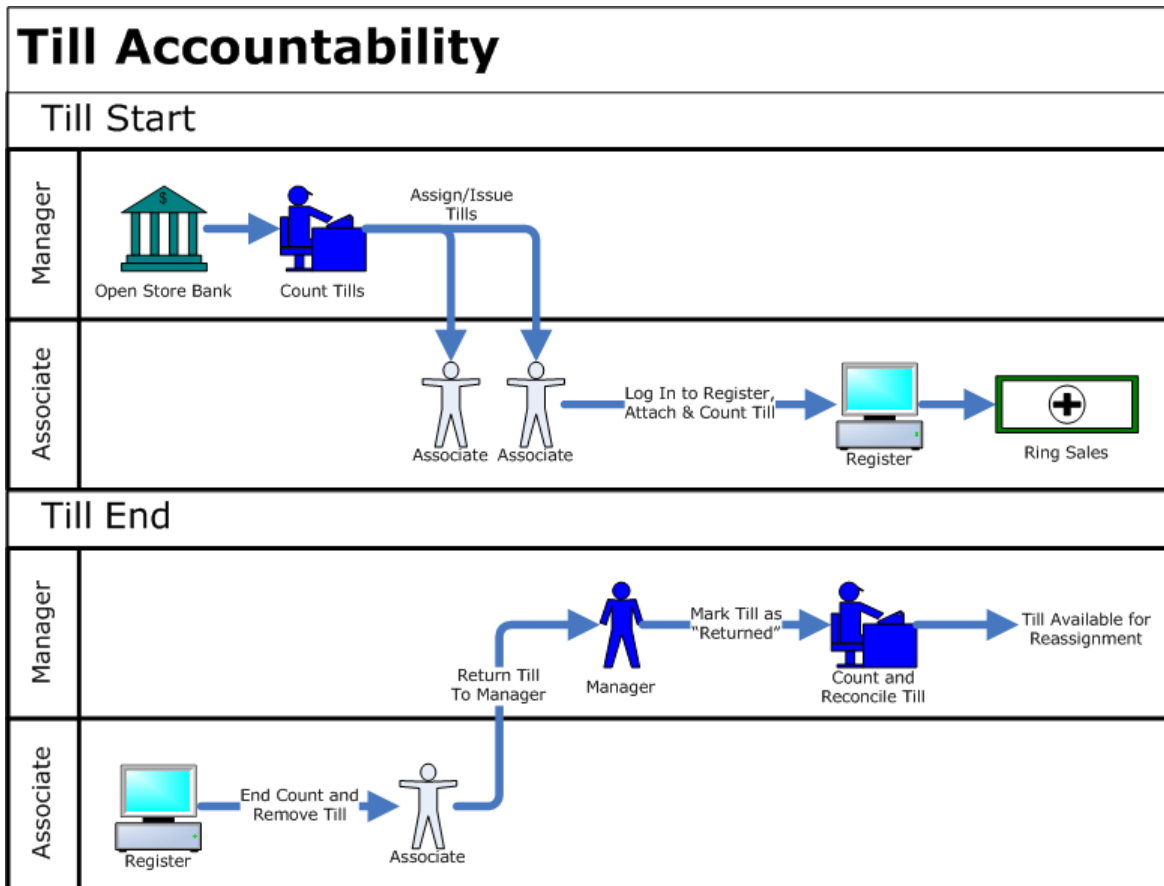 Till Accountability
Till Start
Manager
$
Open Store Bank
Count Tills
Assign/Issue
Tills
Associate
Associate
Associate
Log In to Register,
Attach & Count Till
Register
Ring Sales
Till End
Manager
Return Till
To Manager
Manager
Mark Till as
“Returned”
Count and
Reconcile Till
Till Available for
Reassignment
Associate
Register
End Count and
Remove Till
Associate